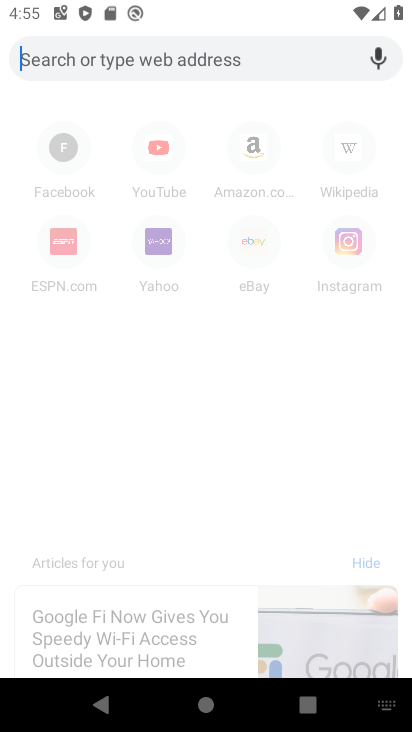 4:55
Search or type web address
F
Facebook YouTube Amazon.co... Wikipedia
a W
ESPN YAHOO! ebay
ESPN.com Yahoo eBay Instagram
Articles for you Hide
Google Fi Now Gives You
Speedy Wi-Fi Access
Outside Your Home
Google